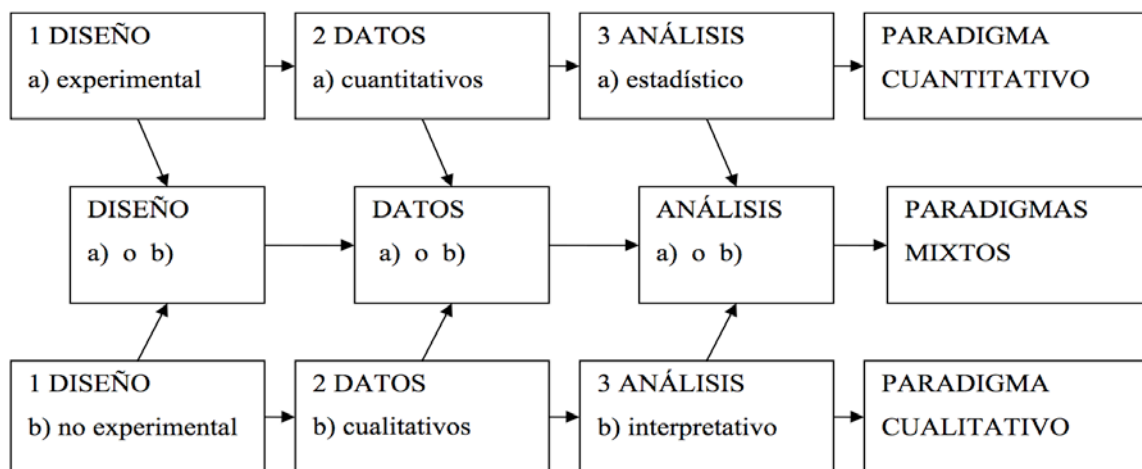 1 DISEÑO
a) experimental
2 DATOS
a) cuantitativos
3 ANÁLISIS
a) estadístico
PARADIGMA
CUANTITATIVO
DISEÑO
a) o b)
DATOS
a) o b)
ANÁLISIS
a) o b)
PARADIGMAS
MIXTOS
1 DISEÑO
b) no experimental
2 DATOS
b) cualitativos
3 ANÁLISIS
b) interpretativo
PARADIGMA
CUALITATIVO